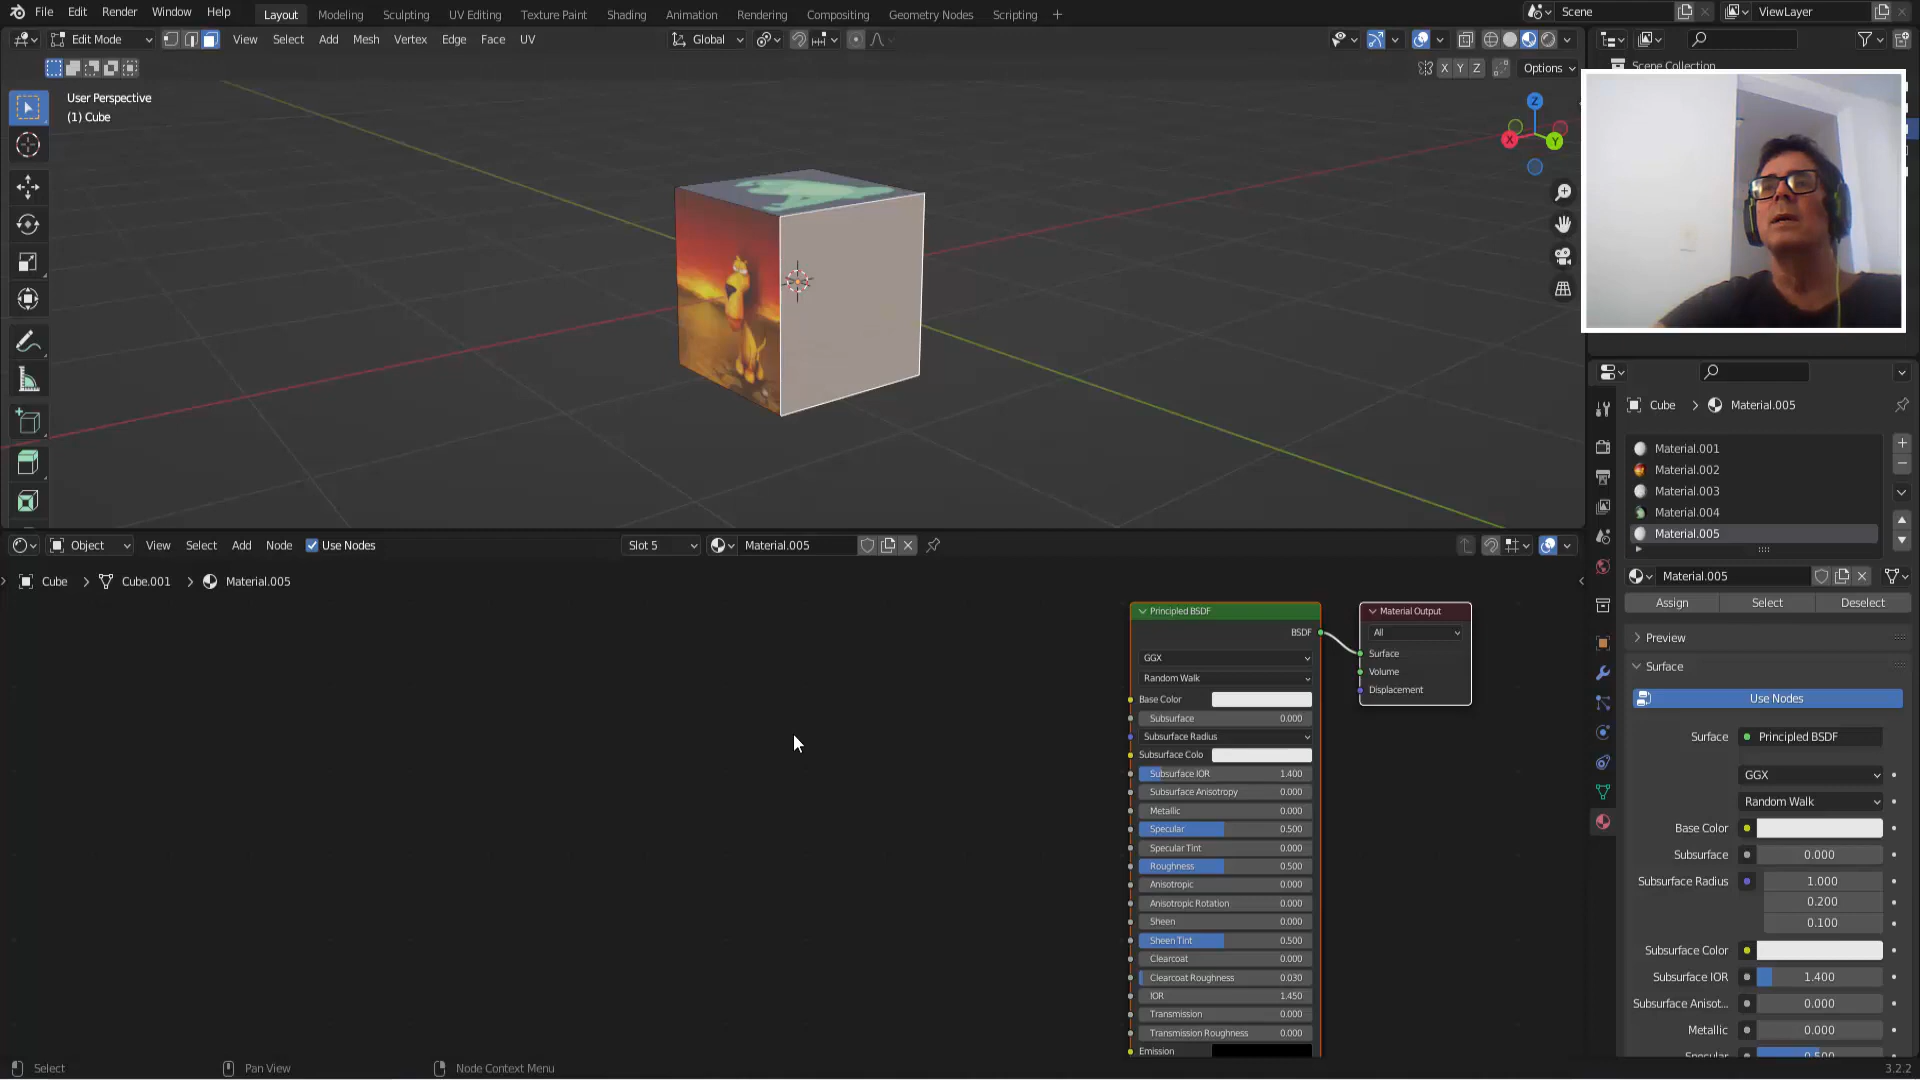 File Edit Render Window Help Layout Modeling Sculpting UV Editing Texture Paint Shading Animation Rendering Compositing Geometry Nodes Scripting + Scene ViewLayer
Edit Mode View Select Add Mesh Vertex Edge Face UV Global
X Y Z Options
Scene Collection
User Perspective
(1) Cube
Z
X
Y
Cube > Material.005
Material.001
Material.002
Material.003
Material.004
Material.005
Object View Select Add Node Use Nodes Slot 5 Material.005
Cube > Cube.001 > Material.005
Material.005
Assign Select Deselect
Preview
Surface
Use Nodes
Surface Principled BSDF
GGX
Random Walk
Base Color
Subsurface 0.000
Subsurface Radius 1.000
0.200
0.100
Subsurface Color
Subsurface IOR 1.400
Subsurface Anisot... 0.000
Metallic 0.000
Specular 0.500
Principled BSDF
BSDF
GGX
Random Walk
Base Color
Subsurface 0.000
Subsurface Radius
Subsurface Colo
Subsurface IOR 1.400
Subsurface Anisotropy 0.000
Metallic 0.000
Specular 0.500
Specular Tint 0.000
Roughness 0.500
Anisotropic 0.000
Anisotropic Rotation 0.000
Sheen 0.000
Sheen Tint 0.500
Clearcoat 0.000
Clearcoat Roughness 0.030
IOR 1.450
Transmission 0.000
Transmission Roughness 0.000
Emission
Material Output
All
Surface
Volume
Displacement
Select Pan View Node Context Menu 3.2.2